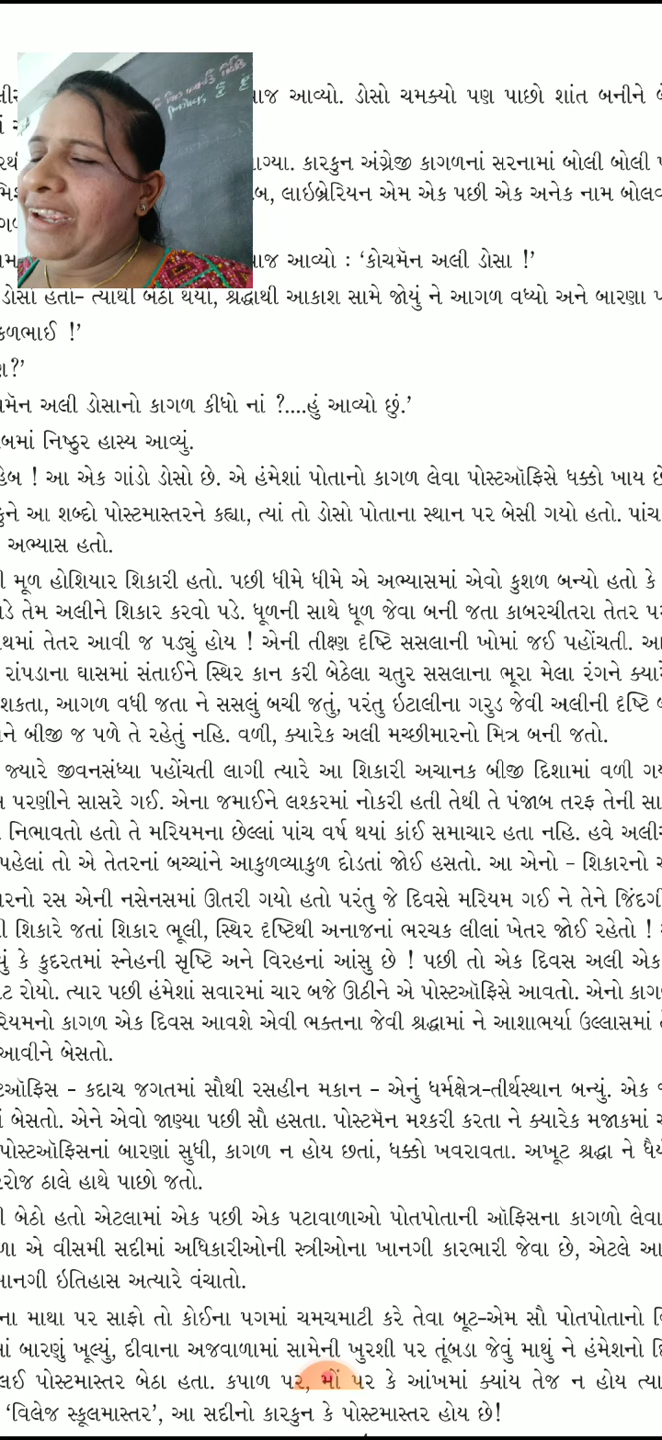 પાજ આવ્યો. ડોસો ચમક્યો પણ પાછો શાંત બનીને
ાગ્યા. કારકુન અંગ્રેજી કાગળનાં સરનામાં બોલી બોલી
બ, લાઇબ્રેરિયન એમ એક પછી એક અનેક નામ
પાજ આવ્યો : ‘કોચમૅન અલી ડોસા !’
ડોસા હતા- ત્યાંથી બેઠા થયા, શ્રદ્ધાથી આકાશ સામે જોયું ને આગળ વધ્યો અને બારણા
કળભાઈ !’
ણ?’
મૅન અલી ડોસાનો કાગળ કીધો નાં ?....હું આવ્યો છું.’
બમાં નિષ્ઠુર હાસ્ય આવ્યું.
હેબ ! આ એક ગાંડો ડોસો છે. એ હંમેશાં પોતાનો કાગળ લેવા પોસ્ટઑફિસે ધક્કો ખાય છે
કુને આ શબ્દો પોસ્ટમાસ્તરને કહ્યા, ત્યાં તો ડોસો પોતાના સ્થાન પર બેસી ગયો હતો. પાંચ
અભ્યાસ હતો.
ી મૂળ હોશિયાર શિકારી હતો. પછી ધીમે ધીમે એ અભ્યાસમાં એવો કુશળ બન્યો હતો કે
ડે તેમ અલીને શિકાર કરવો પડે. ધૂળની સાથે ધૂળ જેવા બની જતા કાબરચીતરા તેતર પર
થમાં તેતર આવી જ પડ્યું હોય ! એની તીક્ષ્ણ દૃષ્ટિ સસલાની ખોમાં જઈ પહોંચતી. આ
રાંપડાના ઘાસમાં સંતાઈને સ્થિર કાન કરી બેઠેલા ચતુર સસલાના ભૂરા મેલા રંગને ક્યારે
શકતા, આગળ વધી જતા ને સસલું બચી જતું, પરંતુ ઇટાલીના ગરુડ જેવી અલીની દૃષ્ટિ
ને બીજી જ પળે તે રહેતું નહિ. વળી, ક્યારેક અલી મચ્છીમારનો મિત્ર બની જતો.
જ્યારે જીવનસંધ્યા પહોંચતી લાગી ત્યારે આ શિકારી અચાનક બીજી દિશામાં વળી ગય
પરણીને સાસરે ગઈ. એના જમાઈને લશ્કરમાં નોકરી હતી તેથી તે પંજાબ તરફ તેની સા
નિભાવતો હતો તે મરિયમના છેલ્લાં પાંચ વર્ષ થયાં કાંઈ સમાચાર હતા નહિ. હવે અલીએ
પહેલાં તો એ તેતરનાં બચ્ચાંને આકુળવ્યાકુળ દોડતાં જોઈ હસતો. આ એનો - શિકારનો
રનો રસ એની નસેનસમાં ઊતરી ગયો હતો પરંતુ જે દિવસે મરિયમ ગઈ ને તેને જિંદગી
ી શિકારે જતાં શિકાર ભૂલી, સ્થિર દૃષ્ટિથી અનાજનાં ભરચક લીલાં ખેતર જોઈ રહેતો !
યું કે કુદરતમાં સ્નેહની સૃષ્ટિ અને વિરહનાં આંસુ છે ! પછી તો એક દિવસ અલી એક
ટ રોયો. ત્યાર પછી હંમેશાં સવારમાં ચાર બજે ઊઠીને એ પોસ્ટઑફિસે આવતો. એનો કાગળ
રિયમનો કાગળ એક દિવસ આવશે એવી ભક્તના જેવી શ્રદ્ધામાં ને આશાભર્યા ઉલ્લાસમાં
આવીને બેસતો.
ટઑફિસ - કદાચ જગતમાં સૌથી રસહીન મકાન - એનું ધર્મક્ષેત્ર-તીર્થસ્થાન બન્યું. એક
ં બેસતો. એને એવો જાણ્યા પછી સૌ હસતા. પોસ્ટમૅન મશ્કરી કરતા ને ક્યારેક મજાકમાં
પોસ્ટઑફિસનાં બારણાં સુધી, કાગળ ન હોય છતાં, ધક્કો ખવરાવતા. અખૂટ શ્રદ્ધા ને ધૈર્ય
રરોજ ઠાલે હાથે પાછો જતો.
ી બેઠો હતો એટલામાં એક પછી એક પટાવાળાઓ પોતપોતાની ઑફિસના કાગળો લેવા
ળા એ વીસમી સદીમાં અધિકારીઓની સ્ત્રીઓના ખાનગી કારભારી જેવા છે, એટલે આ
ખાનગી ઇતિહાસ અત્યારે વંચાતો.
ના માથા પર સાફો તો કોઈના પગમાં ચમચમાટી કરે તેવા બૂટ-એમ સૌ પોતપોતાનો
ાં બારણું ખૂલ્યું, દીવાના અજવાળામાં સામેની ખુરશી પર તૂંબડા જેવું માથું ને હંમેશનો
લઈ પોસ્ટમાસ્તર બેઠા હતા. કપાળ પર, મોં પર કે આંખમાં ક્યાંય તેજ ન હોય ત્યા
‘વિલેજ સ્કૂલમાસ્તર’, આ સદીનો કારકુન કે પોસ્ટમાસ્તર હોય છે!